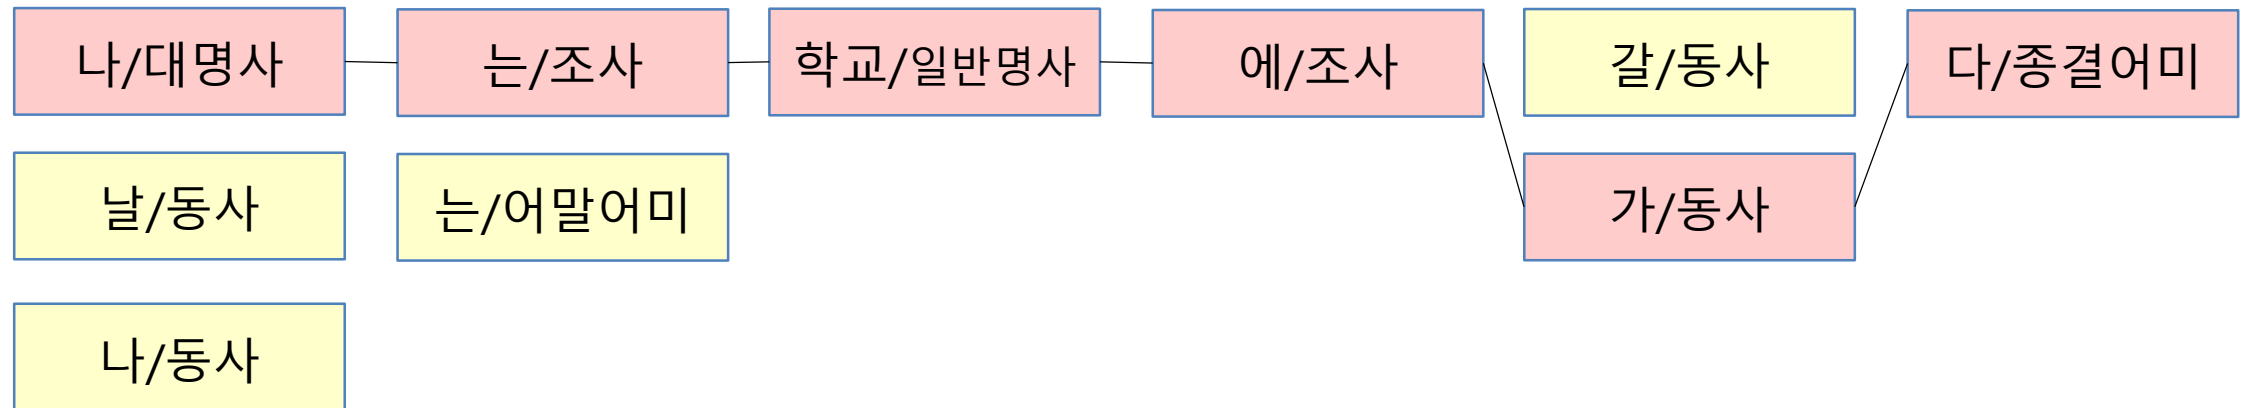 나/대명사
는/조사
학교/일반명사
에/조사
갈/동사
다/종결어미
날/동사
는/어말어미
가/동사
나/동사